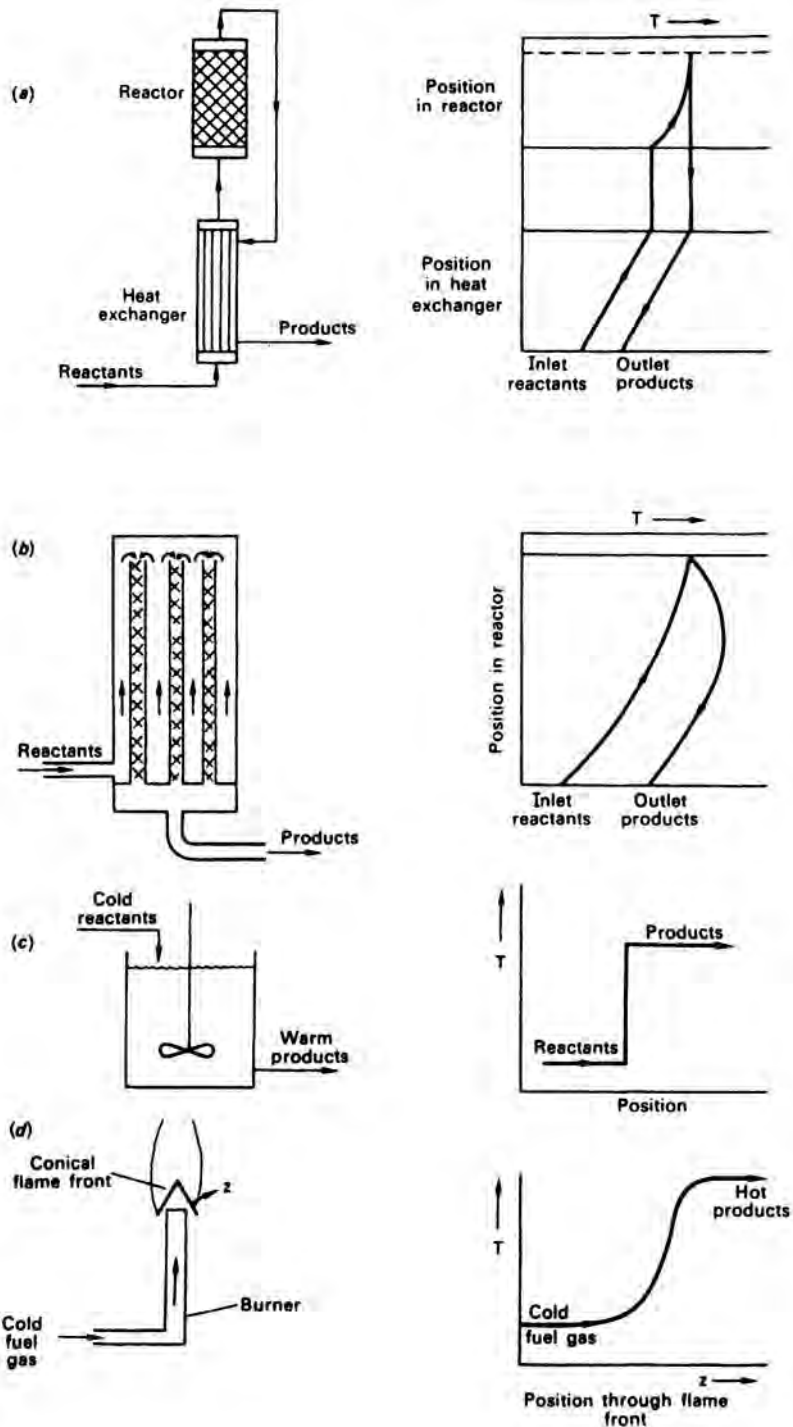 (a)
Reactor
Heat
exchanger
Products
Reactants
T
Position
in reactor
Position
in heat
exchanger
Inlet
reactants
Outlet
products
(b)
Reactants
Products
T
Position in reactor
Inlet
reactants
Outlet
products
(c)
Cold
reactants
Warm
products
T
Products
Reactants
Position
(d)
Conical
flame front
z
Burner
Cold
fuel
gas
T
Hot
products
Cold
fuel gas
z
Position through flame
front